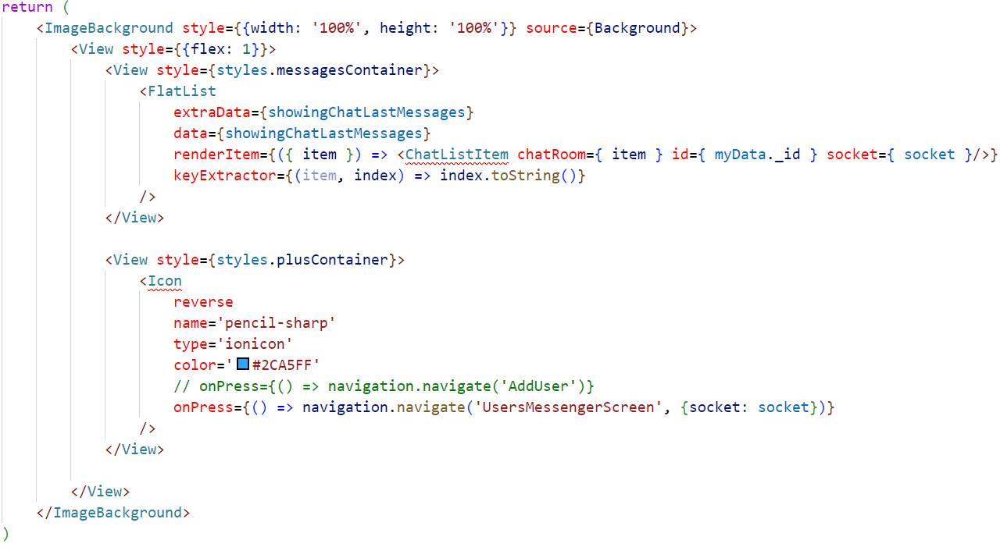 return (
    <ImageBackground style={{width: '100%', height: '100%'}} source={Background}>
        <View style={{flex: 1}}>
            <View style={styles.messagesContainer}>
                <FlatList
                    extraData={showingChatLastMessages}
                    data={showingChatLastMessages}
                    renderItem={({ item }) => <ChatListItem chatRoom={ item } id={ myData._id } socket={ socket }/>}
                    keyExtractor={(item, index) => index.toString()}
                />
            </View>

            <View style={styles.plusContainer}>
                <Icon
                    reverse
                    name='pencil-sharp'
                    type='ionicon'
                    color='#2CA5FF'
                    // onPress={() => navigation.navigate('AddUser')}
                    onPress={() => navigation.navigate('UsersMessengerScreen', {socket: socket})}
                />
            </View>

        </View>
    </ImageBackground>
)